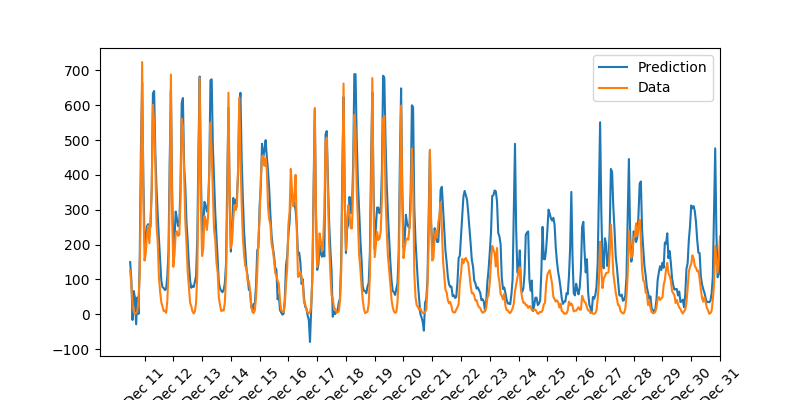 Prediction
Data
700
600
500
400
300
200
100
0
−100
Dec 11
Dec 12
Dec 13
Dec 14
Dec 15
Dec 16
Dec 17
Dec 18
Dec 19
Dec 20
Dec 21
Dec 22
Dec 23
Dec 24
Dec 25
Dec 26
Dec 27
Dec 28
Dec 29
Dec 30
Dec 31